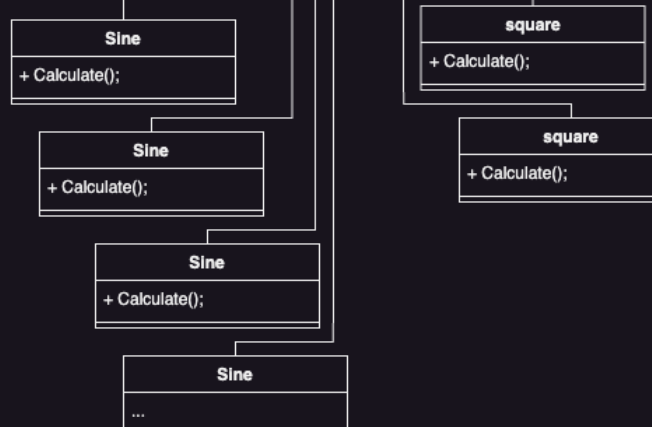 Sine
+ Calculate();
Sine
+ Calculate();
Sine
+ Calculate();
Sine
...
square
+ Calculate();
square
+ Calculate();